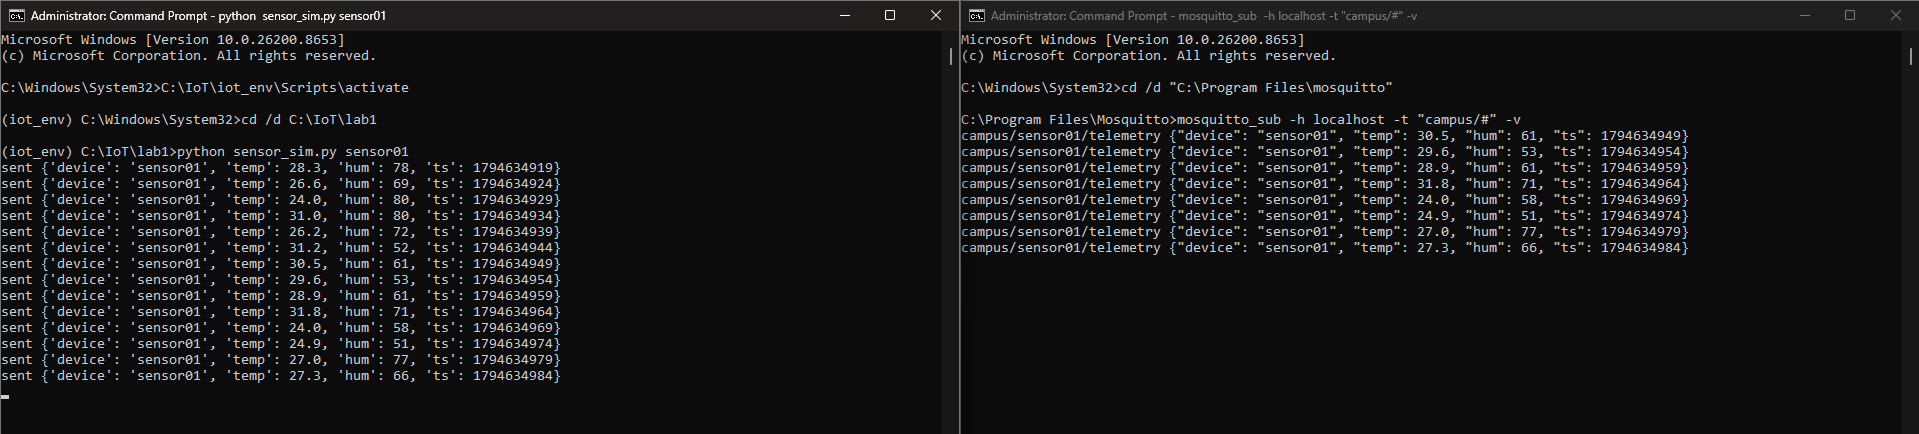 Administrator: Command Prompt - python  sensor_sim.py sensor01
Microsoft Windows [Version 10.0.26200.8653]
(c) Microsoft Corporation. All rights reserved.
C:\Windows\System32>C:\IoT\iot_env\Scripts\activate
(iot_env) C:\Windows\System32>cd /d C:\IoT\lab1
(iot_env) C:\IoT\lab1>python sensor_sim.py sensor01
sent {'device': 'sensor01', 'temp': 28.3, 'hum': 78, 'ts': 1794634919}
sent {'device': 'sensor01', 'temp': 26.6, 'hum': 69, 'ts': 1794634924}
sent {'device': 'sensor01', 'temp': 24.0, 'hum': 80, 'ts': 1794634929}
sent {'device': 'sensor01', 'temp': 31.0, 'hum': 80, 'ts': 1794634934}
sent {'device': 'sensor01', 'temp': 26.2, 'hum': 72, 'ts': 1794634939}
sent {'device': 'sensor01', 'temp': 31.2, 'hum': 52, 'ts': 1794634944}
sent {'device': 'sensor01', 'temp': 30.5, 'hum': 61, 'ts': 1794634949}
sent {'device': 'sensor01', 'temp': 29.6, 'hum': 53, 'ts': 1794634954}
sent {'device': 'sensor01', 'temp': 28.9, 'hum': 61, 'ts': 1794634959}
sent {'device': 'sensor01', 'temp': 31.8, 'hum': 71, 'ts': 1794634964}
sent {'device': 'sensor01', 'temp': 24.0, 'hum': 58, 'ts': 1794634969}
sent {'device': 'sensor01', 'temp': 24.9, 'hum': 51, 'ts': 1794634974}
sent {'device': 'sensor01', 'temp': 27.0, 'hum': 77, 'ts': 1794634979}
sent {'device': 'sensor01', 'temp': 27.3, 'hum': 66, 'ts': 1794634984}
Administrator: Command Prompt - mosquitto_sub  -h localhost -t "campus/#" -v
Microsoft Windows [Version 10.0.26200.8653]
(c) Microsoft Corporation. All rights reserved.
C:\Windows\System32>cd /d "C:\Program Files\mosquitto"
C:\Program Files\Mosquitto>mosquitto_sub -h localhost -t "campus/#" -v
campus/sensor01/telemetry {"device": "sensor01", "temp": 30.5, "hum": 61, "ts": 1794634949}
campus/sensor01/telemetry {"device": "sensor01", "temp": 29.6, "hum": 53, "ts": 1794634954}
campus/sensor01/telemetry {"device": "sensor01", "temp": 28.9, "hum": 61, "ts": 1794634959}
campus/sensor01/telemetry {"device": "sensor01", "temp": 31.8, "hum": 71, "ts": 1794634964}
campus/sensor01/telemetry {"device": "sensor01", "temp": 24.0, "hum": 58, "ts": 1794634969}
campus/sensor01/telemetry {"device": "sensor01", "temp": 24.9, "hum": 51, "ts": 1794634974}
campus/sensor01/telemetry {"device": "sensor01", "temp": 27.0, "hum": 77, "ts": 1794634979}
campus/sensor01/telemetry {"device": "sensor01", "temp": 27.3, "hum": 66, "ts": 1794634984}